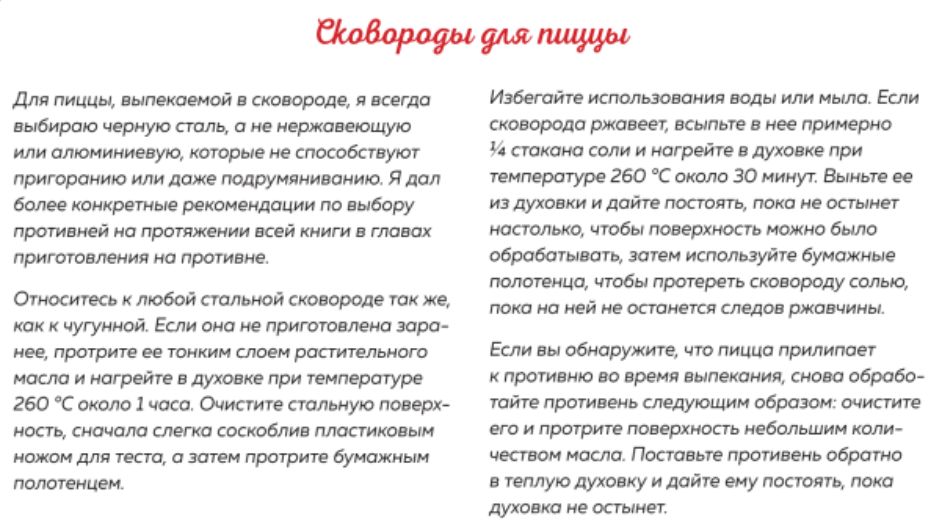 Сковороды для пиццы
Для пиццы, выпекаемой в сковороде, я всегда
выбираю черную сталь, а не нержавеющую
или алюминиевую, которые не способствуют
пригоранию или даже подрумяниванию. Я дал
более конкретные рекомендации по выбору
противней на протяжении всей книги в главах
приготовления на противне.
Относитесь к любой стальной сковороде так же,
как к чугунной. Если она не приготовлена зара-
нее, протрите ее тонким слоем растительного
масла и нагрейте в духовке при температуре
260 °C около 1 часа. Очистите стальную поверх-
ность, сначала слегка соскоблив пластиковым
ножом для теста, а затем протрите бумажным
полотенцем.
Избегайте использования воды или мыла. Если
сковорода ржавеет, всыпьте в нее примерно
¼ стакана соли и нагрейте в духовке при
температуре 260 °C около 30 минут. Выньте ее
из духовки и дайте постоять, пока не остынет
настолько, чтобы поверхность можно было
обрабатывать, затем используйте бумажные
полотенца, чтобы протереть сковороду солью,
пока на ней не останется следов ржавчины.
Если вы обнаружите, что пицца прилипает
к противню во время выпекания, снова обрабо-
тайте противень следующим образом: очистите
его и протрите поверхность небольшим коли-
чеством масла. Поставьте противень обратно
в теплую духовку и дайте ему постоять, пока
духовка не остынет.